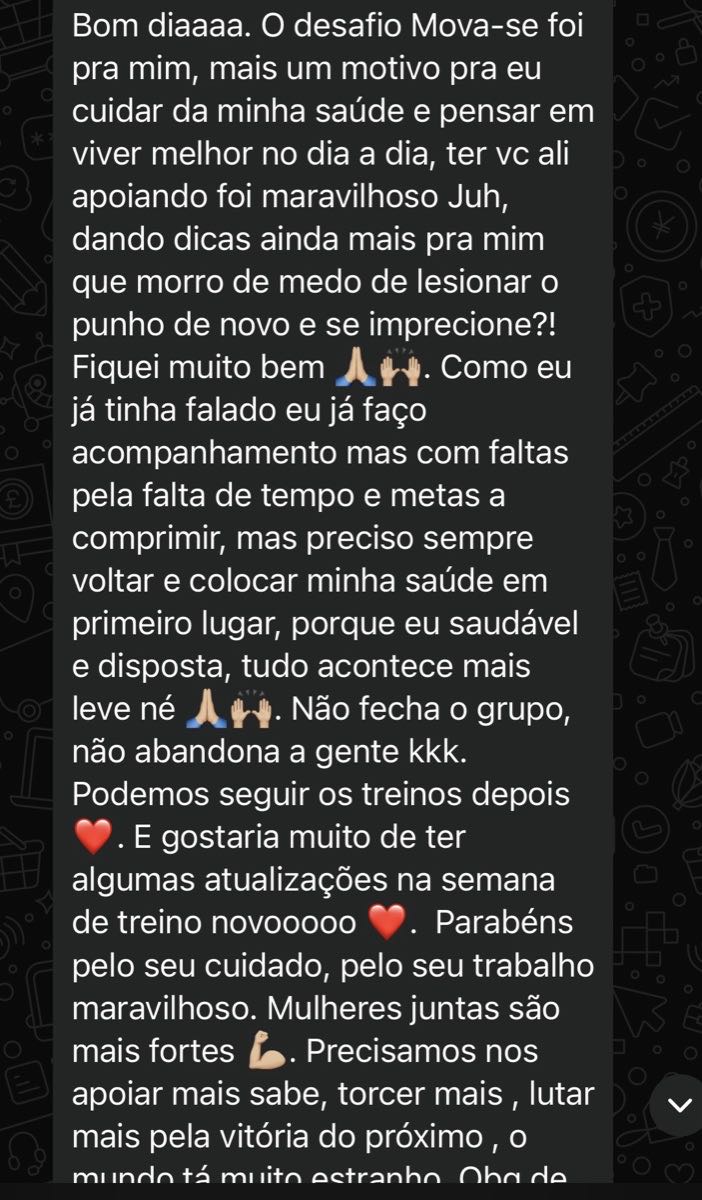 Bom diaaaa. O desafio Mova-se foi
pra mim, mais um motivo pra eu
cuidar da minha saúde e pensar em
viver melhor no dia a dia, ter vc ali
apoiando foi maravilhoso Juh,
dando dicas ainda mais pra mim
que morro de medo de lesionar o
punho de novo e se imprecione?!
Fiquei muito bem 🙏🏼🙌🏼. Como eu
já tinha falado eu já faço
acompanhamento mas com faltas
pela falta de tempo e metas a
comprimir, mas preciso sempre
voltar e colocar minha saúde em
primeiro lugar, porque eu saudável
e disposta, tudo acontece mais
leve né 🙏🏼🙌🏼. Não fecha o grupo,
não abandona a gente kkk.
Podemos seguir os treinos depois
❤️. E gostaria muito de ter
algumas atualizações na semana
de treino novooooo ❤️. Parabéns
pelo seu cuidado, pelo seu trabalho
maravilhoso. Mulheres juntas são
mais fortes 💪🏼. Precisamos nos
apoiar mais sabe, torcer mais , lutar
mais pela vitória do próximo , o
mundo tá muito estranho. Obg de